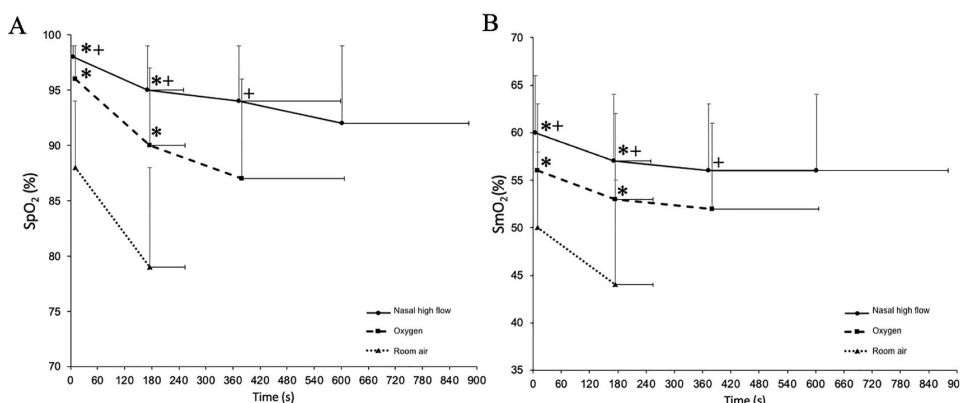 A
100
95
90
85
80
75
70
SpO2 (%)
*+
*+
+
*
*
Nasal high flow
Oxygen
Room air
0 60 120 180 240 300 360 420 480 540 600 660 720 780 840 900
Time (s)
B
70
65
60
55
50
45
40
35
SmO2(%)
*+
*+
+
*
*
Nasal high flow
Oxygen
Room air
0 60 120 180 240 300 360 420 480 540 600 660 720 780 840 90
Time (s)